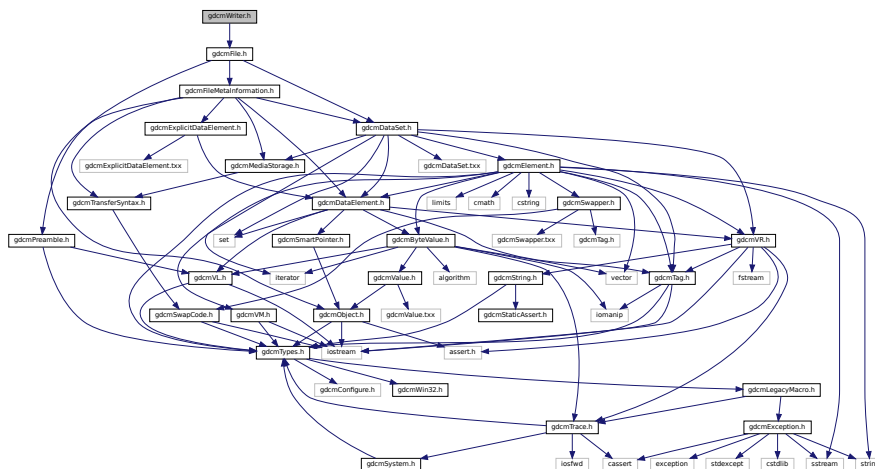 gdcmWriter.h
gdcmFile.h
gdcmFileMetaInformation.h
gdcmExplicitDataElement.h
gdcmDataSet.h
gdcmExplicitDataElement.txx
gdcmMediaStorage.h
gdcmDataSet.txx
gdcmElement.h
gdcmTransferSyntax.h
gdcmDataElement.h
limits
cmath
cstring
gdcmSwapper.h
gdcmPreamble.h
set
gdcmSmartPointer.h
gdcmByteValue.h
gdcmSwapper.txx
gdcmTag.h
gdcmVR.h
gdcmVL.h
iterator
gdcmValue.h
algorithm
gdcmString.h
vector
gdcmTag.h
fstream
gdcmSwapCode.h
gdcmVM.h
gdcmObject.h
gdcmValue.txx
gdcmStaticAssert.h
iomanip
gdcmTypes.h
iostream
assert.h
gdcmConfigure.h
gdcmWin32.h
gdcmLegacyMacro.h
gdcmTrace.h
gdcmException.h
gdcmSystem.h
iosfwd
cassert
exception
stdexcept
cstdlib
sstream
strin